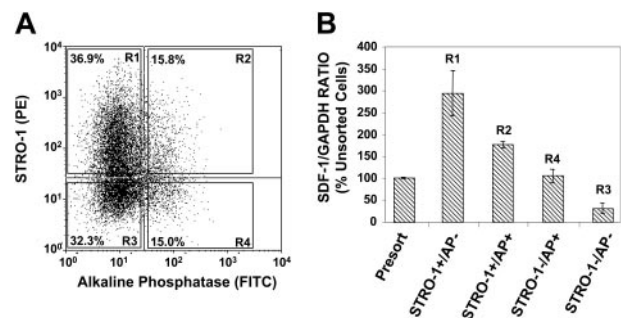 A
36.9%
R1
15.8%
R2
32.3%
R3
15.0%
R4
10⁴
10³
10²
10¹
10⁰
10⁰ 10¹ 10² 10³ 10⁴
STRO-1 (PE)
Alkaline Phosphatase (FITC)
B
SDF-1/GAPDH RATIO
(% Unsorted Cells)
400
350
300
250
200
150
100
50
0
R1
R2
R4
R3
Presort
STRO-1+/AP-
STRO-1+/AP+
STRO-1-/AP+
STRO-1-/AP-